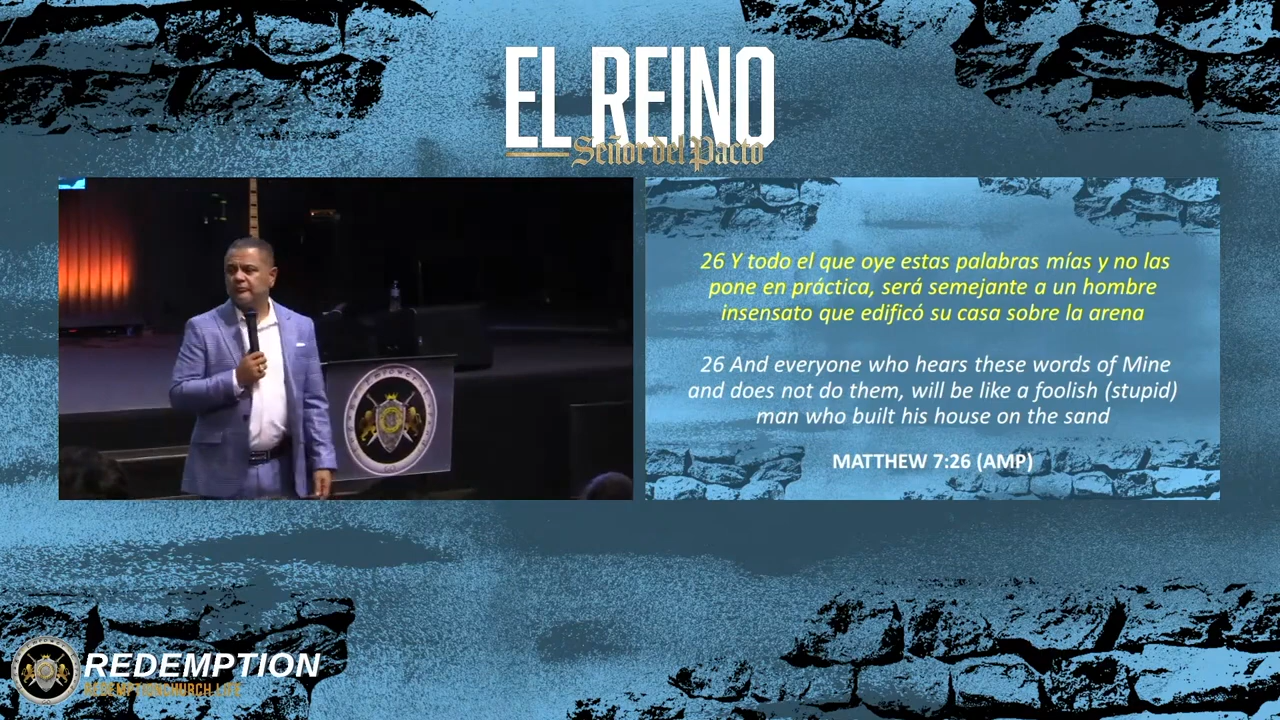 EL REINO
Señor del Pacto
26 Y todo el que oye estas palabras mías y no las
pone en práctica, será semejante a un hombre
insensato que edificó su casa sobre la arena
26 And everyone who hears these words of Mine
and does not do them, will be like a foolish (stupid)
man who built his house on the sand
MATTHEW 7:26 (AMP)
REDEMPTION
REDEMPTIONCHURCH.LIFE